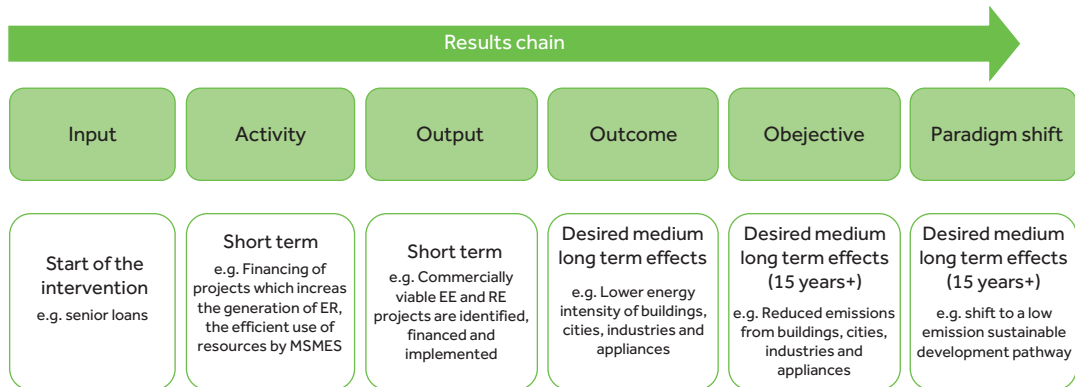 Results chain
Input
Activity
Output
Outcome
Obejective
Paradigm shift
Start of the
intervention
e.g. senior loans
Short term
e.g. Financing of
projects which increas
the generation of ER,
the efficient use of
resources by MSMES
Short term
e.g. Commercially
viable EE and RE
projects are identified,
financed and
implemented
Desired medium
long term effects
e.g. Lower energy
intensity of buildings,
cities, industries and
appliances
Desired medium
long term effects
(15 years+)
e.g. Reduced emissions
from buildings, cities,
industries and
appliances
Desired medium
long term effects
(15 years+)
e.g. shift to a low
emission sustainable
development pathway